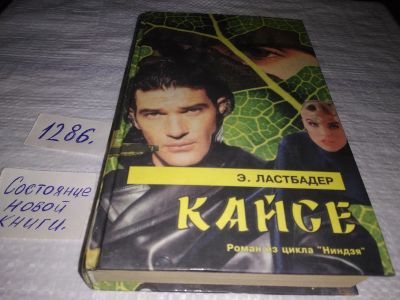 1286.
Состояние
новой
книги.
Э. ЛАСТБАДЕР
КАЙСЕ
Роман из цикла "Ниндзя"